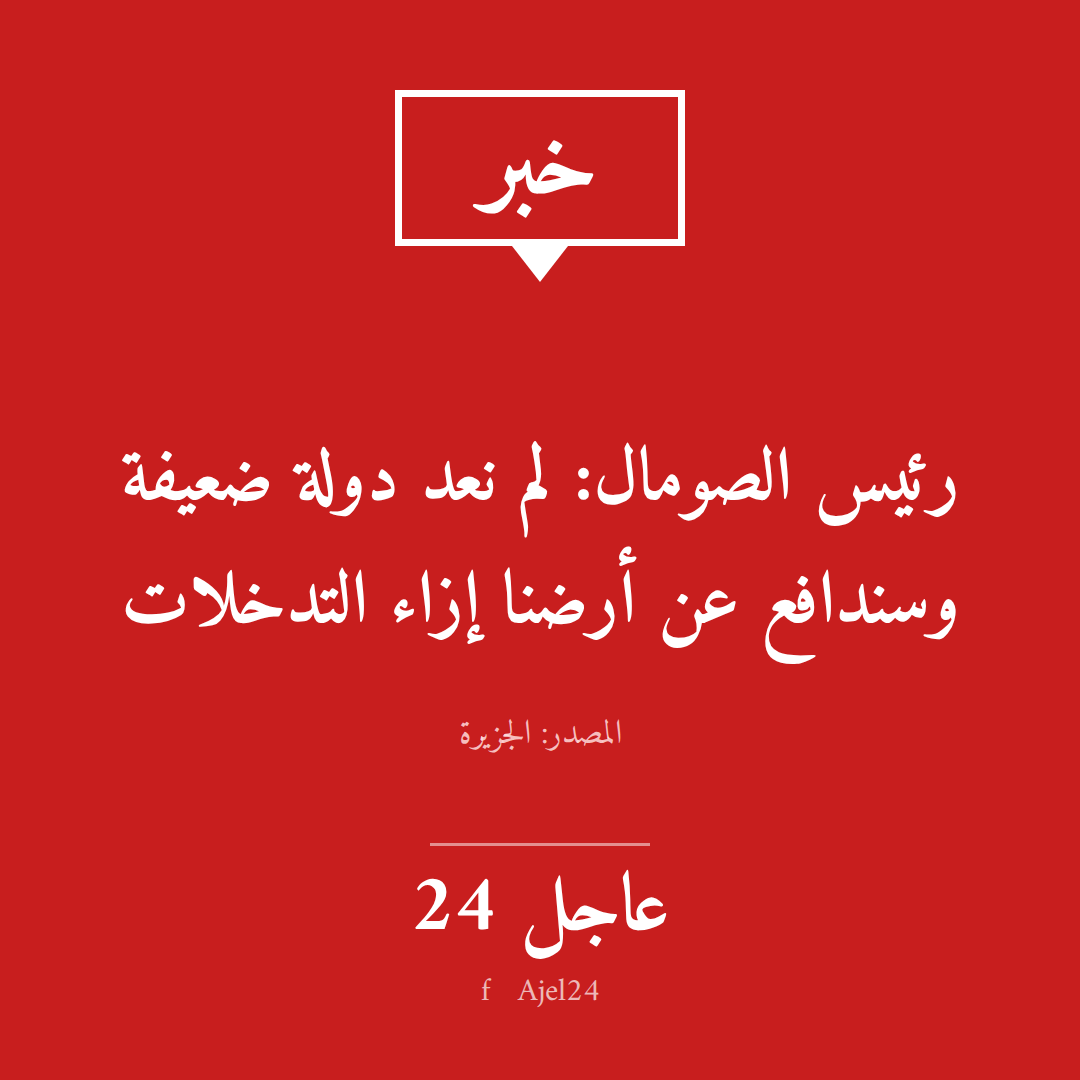 خبر
رئيس الصومال: لم نعد دولة ضعيفة
وسندافع عن أرضنا إزاء التدخلات
المصدر: الجزيرة
عاجل 24
f Ajel24